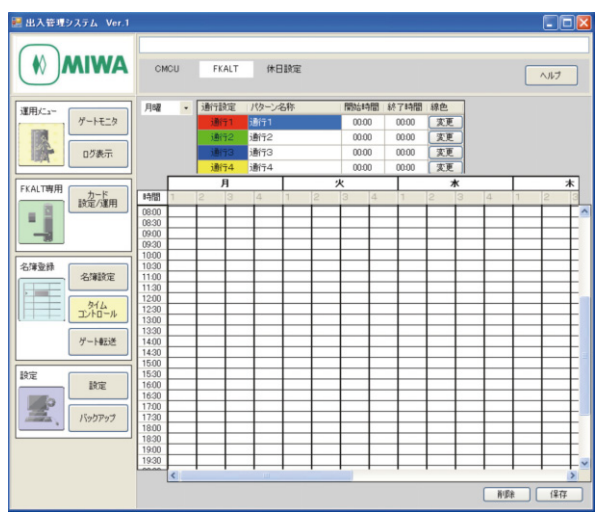 出入管理システム Ver.1
MIWA
CMCU FKALT 休日設定
ヘルプ
運用メニュー
ゲートモニタ
ログ表示
FKALT専用
カード
設定/運用
名簿登録
名簿設定
タイム
コントロール
ゲート転送
設定
設定
バックアップ
月曜 通行設定 パターン名称 開始時間 終了時間 線色
通行1 通行1 00:00 00:00 変更
通行2 通行2 00:00 00:00 変更
通行3 通行3 00:00 00:00 変更
通行4 通行4 00:00 00:00 変更
月 火 水 木
時間 1 2 3 4 1 2 3 4 1 2 3 4 1 2 3
08:00
08:30
09:00
09:30
10:00
10:30
11:00
11:30
12:00
12:30
13:00
13:30
14:00
14:30
15:00
15:30
16:00
16:30
17:00
17:30
18:00
18:30
19:00
19:30
削除 保存